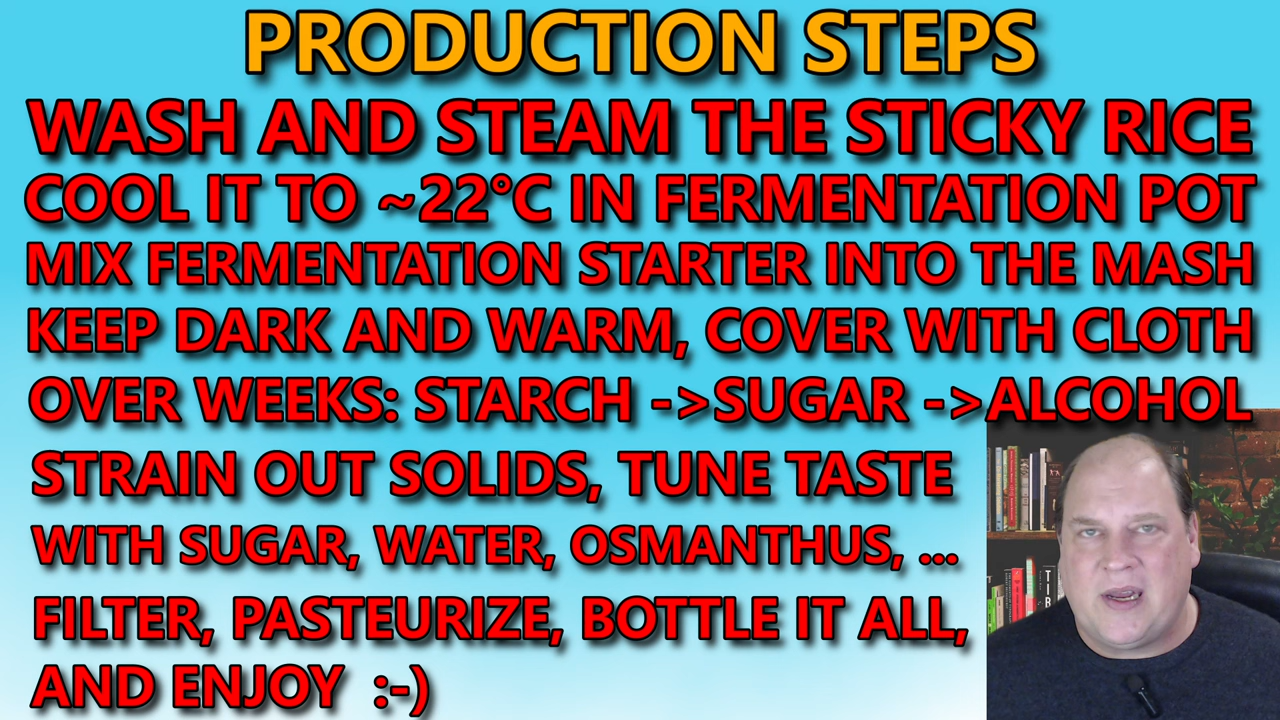 PRODUCTION STEPS
WASH AND STEAM THE STICKY RICE
COOL IT TO ~22°C IN FERMENTATION POT
MIX FERMENTATION STARTER INTO THE MASH
KEEP DARK AND WARM, COVER WITH CLOTH
OVER WEEKS: STARCH ->SUGAR ->ALCOHOL
STRAIN OUT SOLIDS, TUNE TASTE
WITH SUGAR, WATER, OSMANTHUS, ...
FILTER, PASTEURIZE, BOTTLE IT ALL,
AND ENJOY :-)